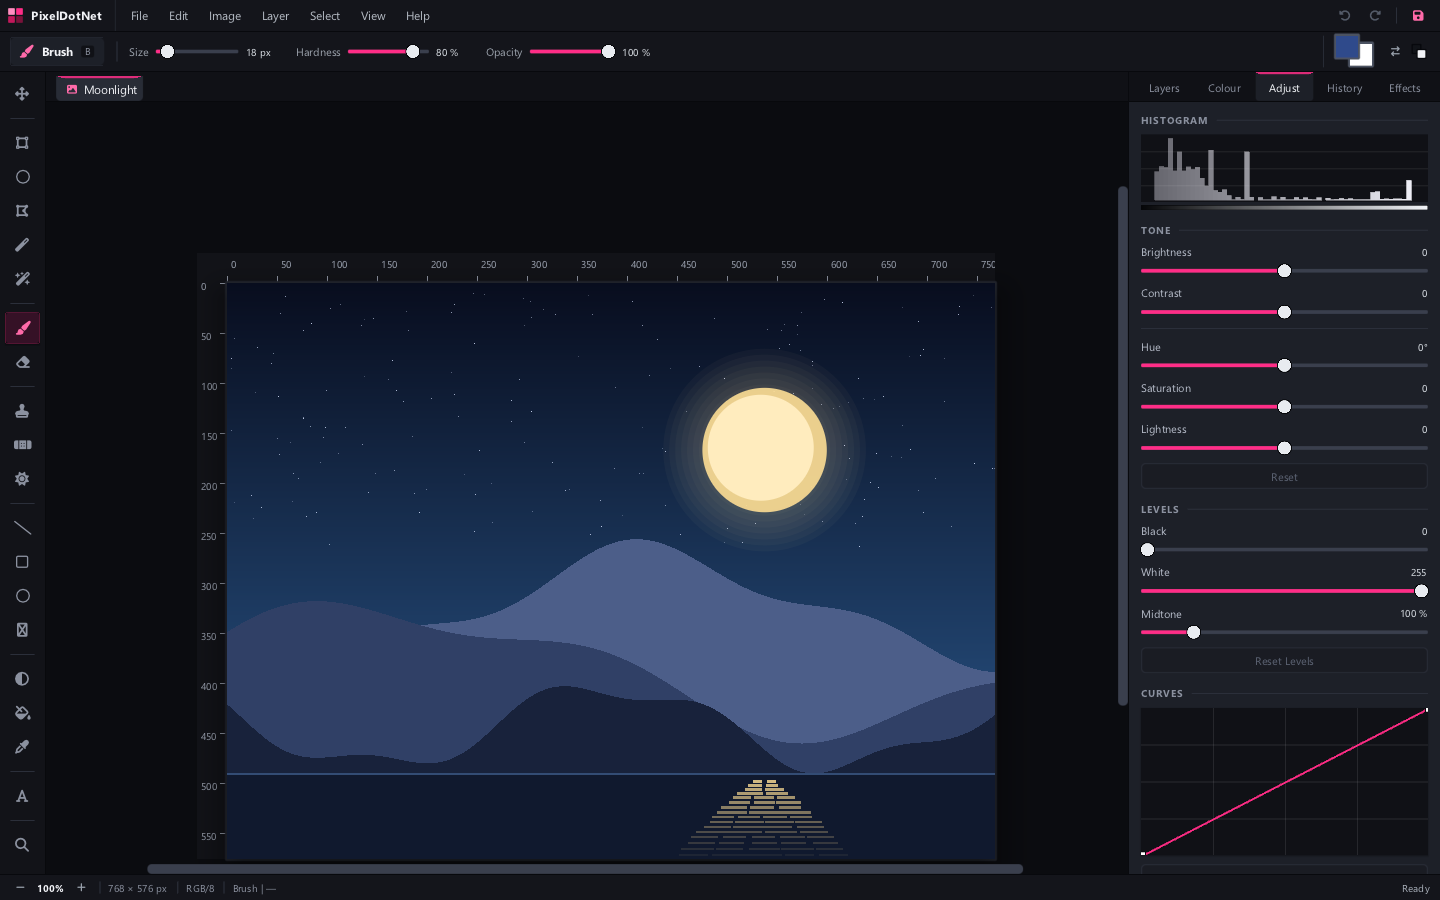 PixelDotNet File Edit Image Layer Select View Help
Brush B Size 18 px Hardness 80 % Opacity 100 %
Moonlight
Layers Colour Adjust History Effects
HISTOGRAM
TONE
Brightness 0
Contrast 0
Hue 0°
Saturation 0
Lightness 0
Reset
LEVELS
Black 0
White 255
Midtone 100 %
Reset Levels
CURVES
0 50 100 150 200 250 300 350 400 450 500 550 600 650 700 750
0
50
100
150
200
250
300
350
400
450
500
550
A
− 100% + 768 × 576 px RGB/8 Brush | — Ready